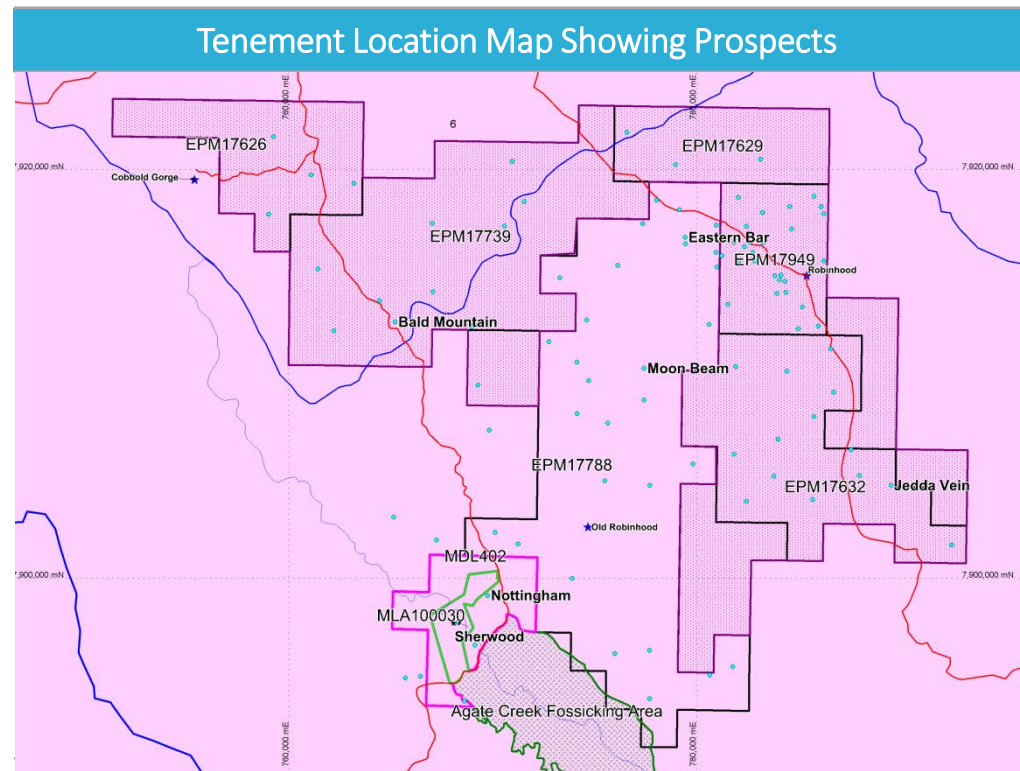 Tenement Location Map Showing Prospects
760,000 mE
780,000 mE
6
EPM17626
EPM17629
7,920,000 mN
7,920,000 mN
Cobbold Gorge
EPM17739
Eastern Bar
EPM17949
Robinhood
Bald Mountain
Moon Beam
EPM17788
EPM17632
Jedda Vein
Old Robinhood
MDL402
7,900,000 mN
7,900,000 mN
Nottingham
MLA100030
Sherwood
Agate Creek Fossicking Area
760,000 mE
780,000 mE